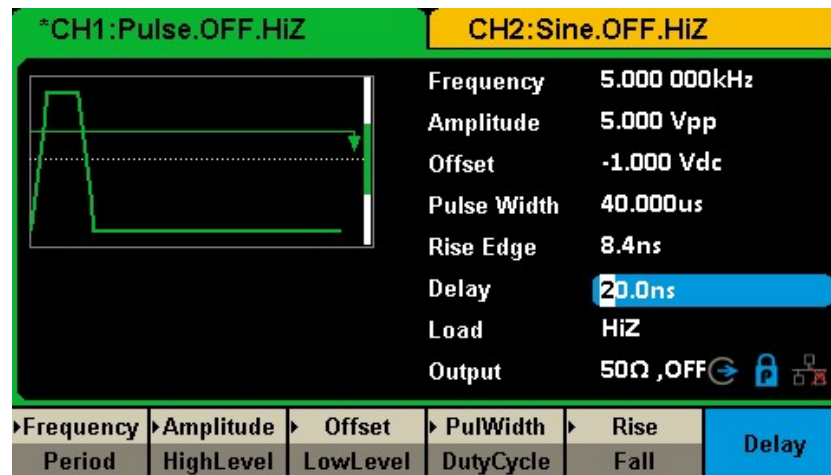 *CH1:Pulse.OFF.HiZ CH2:Sine.OFF.HiZ
Frequency 5.000 000kHz
Amplitude 5.000 Vpp
Offset -1.000 Vdc
Pulse Width 40.000us
Rise Edge 8.4ns
Delay 20.0ns
Load HiZ
Output 50Ω ,OFF P
Frequency Amplitude Offset PulWidth Rise Delay
Period HighLevel LowLevel DutyCycle Fall